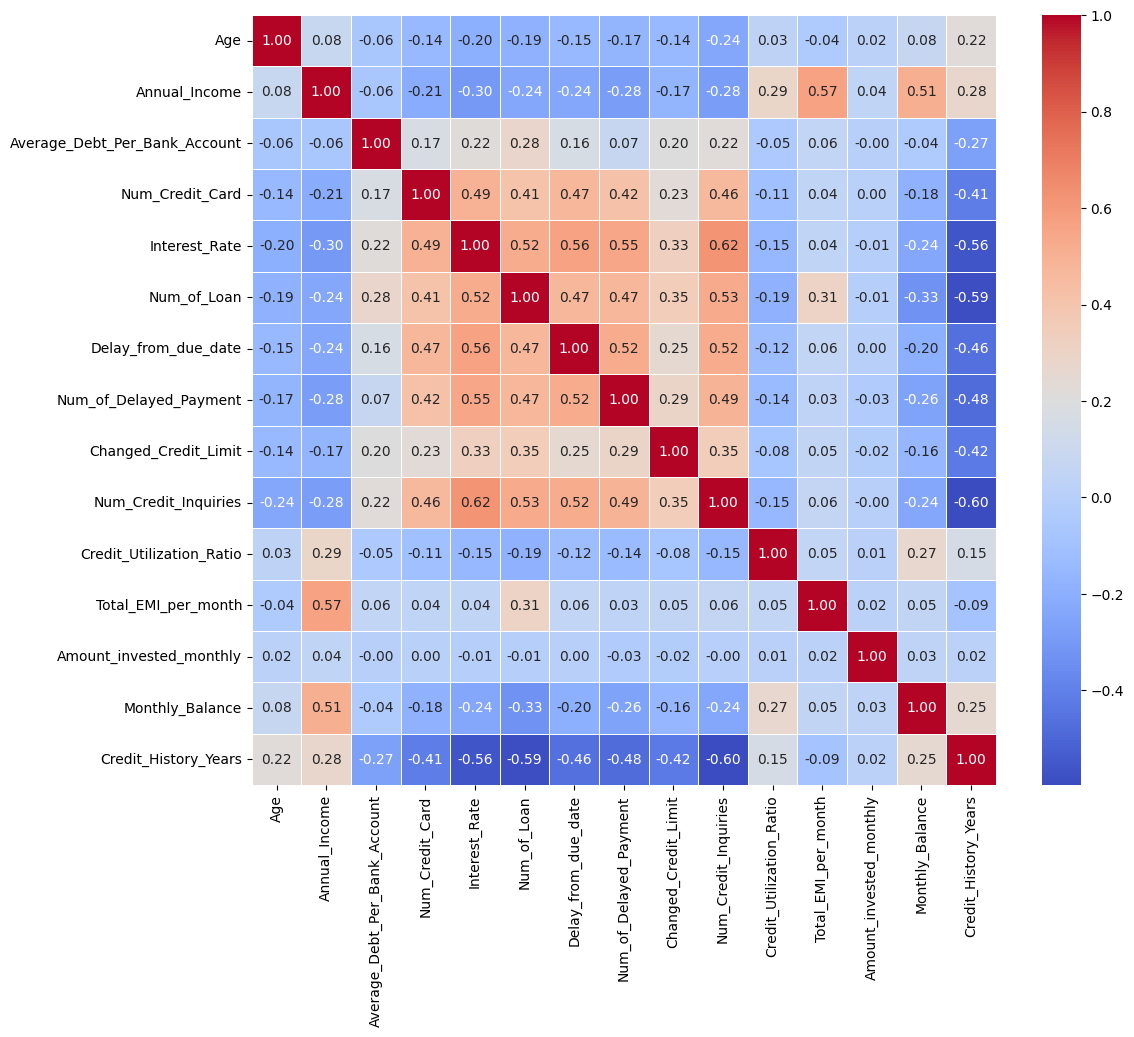 1.0
Age 1.00 0.08 -0.06 -0.14 -0.20 -0.19 -0.15 -0.17 -0.14 -0.24 0.03 -0.04 0.02 0.08 0.22
Annual_Income 0.08 1.00 -0.06 -0.21 -0.30 -0.24 -0.24 -0.28 -0.17 -0.28 0.29 0.57 0.04 0.51 0.28
0.8
Average_Debt_Per_Bank_Account -0.06 -0.06 1.00 0.17 0.22 0.28 0.16 0.07 0.20 0.22 -0.05 0.06 -0.00 -0.04 -0.27
Num_Credit_Card -0.14 -0.21 0.17 1.00 0.49 0.41 0.47 0.42 0.23 0.46 -0.11 0.04 0.00 -0.18 -0.41
0.6
Interest_Rate -0.20 -0.30 0.22 0.49 1.00 0.52 0.56 0.55 0.33 0.62 -0.15 0.04 -0.01 -0.24 -0.56
Num_of_Loan -0.19 -0.24 0.28 0.41 0.52 1.00 0.47 0.47 0.35 0.53 -0.19 0.31 -0.01 -0.33 -0.59
0.4
Delay_from_due_date -0.15 -0.24 0.16 0.47 0.56 0.47 1.00 0.52 0.25 0.52 -0.12 0.06 0.00 -0.20 -0.46
Num_of_Delayed_Payment -0.17 -0.28 0.07 0.42 0.55 0.47 0.52 1.00 0.29 0.49 -0.14 0.03 -0.03 -0.26 -0.48
0.2
Changed_Credit_Limit -0.14 -0.17 0.20 0.23 0.33 0.35 0.25 0.29 1.00 0.35 -0.08 0.05 -0.02 -0.16 -0.42
Num_Credit_Inquiries -0.24 -0.28 0.22 0.46 0.62 0.53 0.52 0.49 0.35 1.00 -0.15 0.06 -0.00 -0.24 -0.60
0.0
Credit_Utilization_Ratio 0.03 0.29 -0.05 -0.11 -0.15 -0.19 -0.12 -0.14 -0.08 -0.15 1.00 0.05 0.01 0.27 0.15
Total_EMI_per_month -0.04 0.57 0.06 0.04 0.04 0.31 0.06 0.03 0.05 0.06 0.05 1.00 0.02 0.05 -0.09
−0.2
Amount_invested_monthly 0.02 0.04 -0.00 0.00 -0.01 -0.01 0.00 -0.03 -0.02 -0.00 0.01 0.02 1.00 0.03 0.02
−0.4
Monthly_Balance 0.08 0.51 -0.04 -0.18 -0.24 -0.33 -0.20 -0.26 -0.16 -0.24 0.27 0.05 0.03 1.00 0.25
Credit_History_Years 0.22 0.28 -0.27 -0.41 -0.56 -0.59 -0.46 -0.48 -0.42 -0.60 0.15 -0.09 0.02 0.25 1.00
Age
Annual_Income
Average_Debt_Per_Bank_Account
Num_Credit_Card
Interest_Rate
Num_of_Loan
Delay_from_due_date
Num_of_Delayed_Payment
Changed_Credit_Limit
Num_Credit_Inquiries
Credit_Utilization_Ratio
Total_EMI_per_month
Amount_invested_monthly
Monthly_Balance
Credit_History_Years